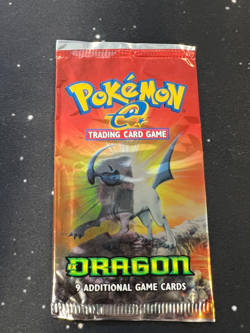 POKéMON
e
TRADING CARD GAME
DRAGON
9 ADDITIONAL GAME CARDS